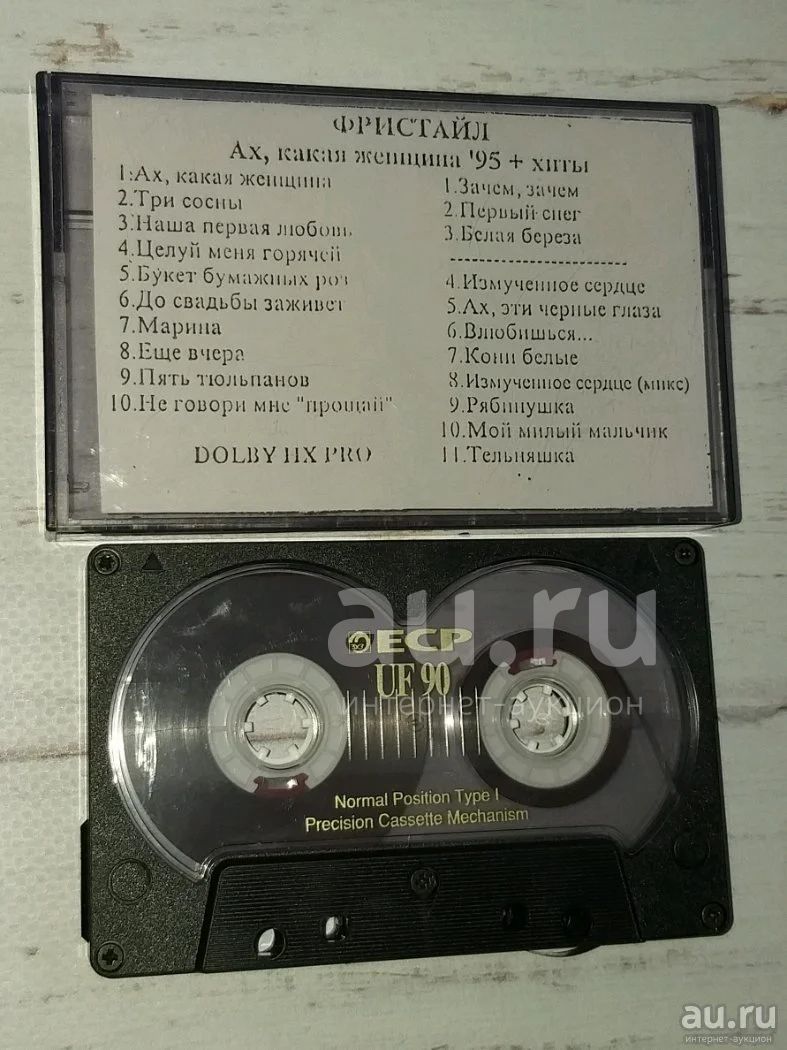 ФРИСТАЙЛ
Ах, какая женщина '95 + хиты
1.Ах, какая женщина
2.Три сосны
3.Наша первая любовь
4.Целуй меня горячей
5.Букет бумажных роз
6.До свадьбы заживет
7.Марина
8.Еще вчера
9.Пять тюльпанов
10.Не говори мне "прощай"
DOLBY HX PRO
1.Зачем, зачем
2.Первый снег
3.Белая береза
--------------------
4.Измученное сердце
5.Ах, эти черные глаза
6.Влюбишься...
7.Кони белые
8.Измученное сердце (микс)
9.Рябинушка
10.Мой милый мальчик
11.Тельняшка
au.ru
интернет-аукцион
ECP
UF 90
Normal Position Type I
Precision Cassette Mechanism
au.ru
интернет-аукцион